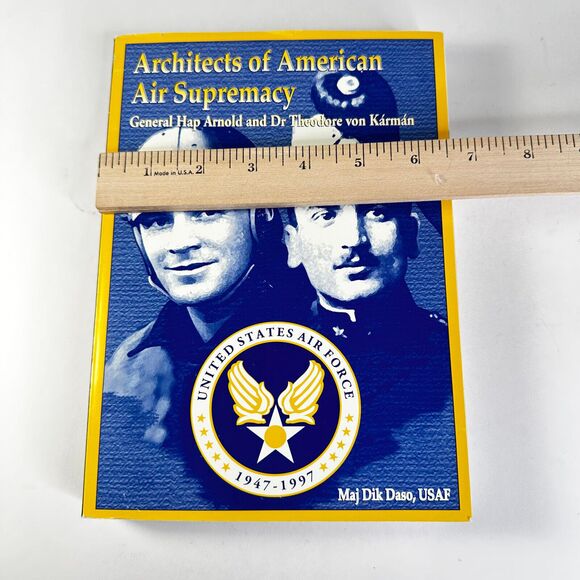 Architects of American
Air Supremacy
General Hap Arnold and Dr Theodore von Kármán
1 2 3 4 5 6 7 8
Made in U.S.A.
UNITED STATES AIR FORCE
1947-1997
Maj Dik Daso, USAF